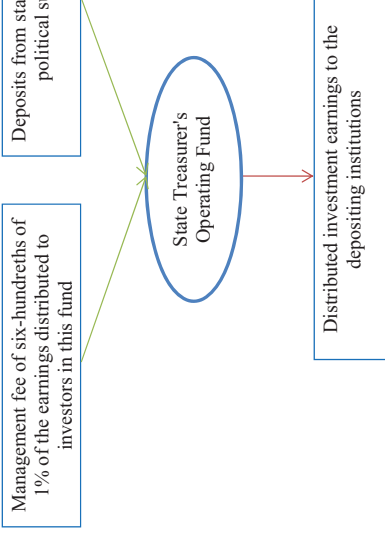 Management fee of six-hundreths of
1% of the earnings distributed to
investors in this fund
Deposits from
political
State Treasurer's
Operating Fund
Distributed investment earnings to the
depositing institutions